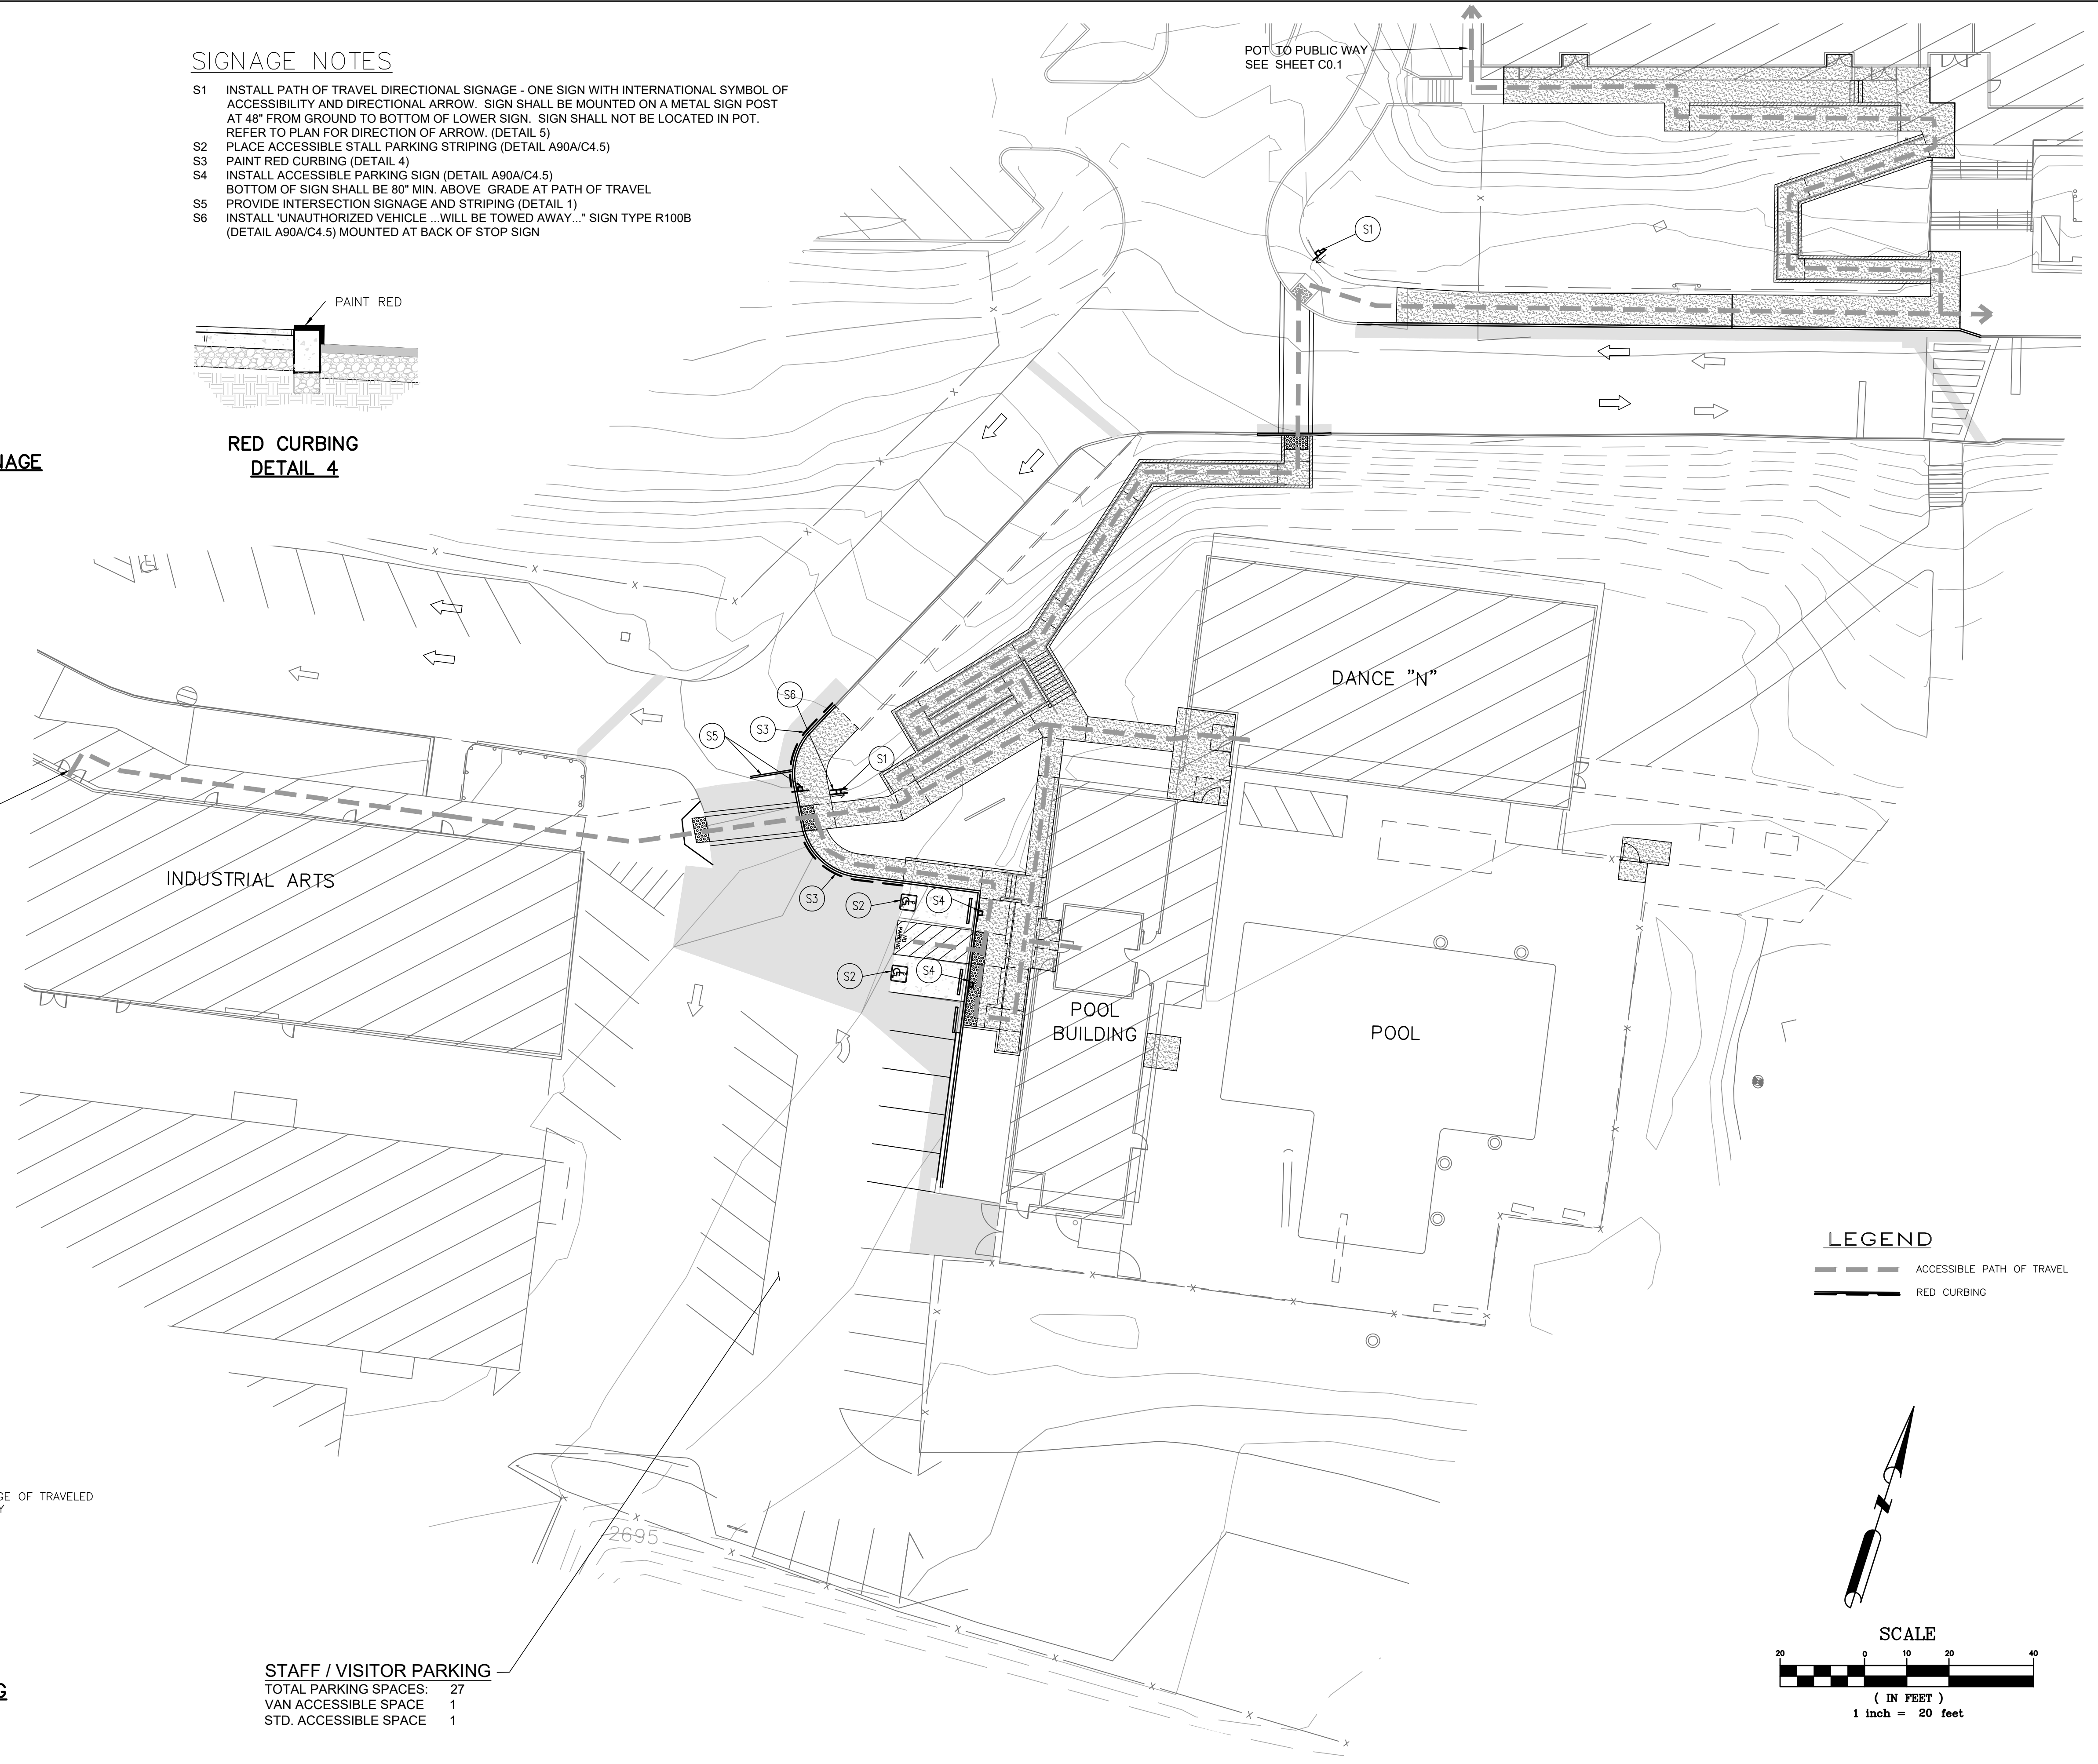 SIGNAGE NOTES
S1 INSTALL PATH OF TRAVEL DIRECTIONAL SIGNAGE - ONE SIGN WITH INTERNATIONAL SYMBOL OF
ACCESSIBILITY AND DIRECTIONAL ARROW. SIGN SHALL BE MOUNTED ON A METAL SIGN POST
AT 48" FROM GROUND TO BOTTOM OF LOWER SIGN. SIGN SHALL NOT BE LOCATED IN POT.
REFER TO PLAN FOR DIRECTION OF ARROW. (DETAIL 5)
S2 PLACE ACCESSIBLE STALL PARKING STRIPING (DETAIL A90A/C4.5)
S3 PAINT RED CURBING (DETAIL 4)
S4 INSTALL ACCESSIBLE PARKING SIGN (DETAIL A90A/C4.5)
BOTTOM OF SIGN SHALL BE 80" MIN. ABOVE GRADE AT PATH OF TRAVEL
S5 PROVIDE INTERSECTION SIGNAGE AND STRIPING (DETAIL 1)
S6 INSTALL 'UNAUTHORIZED VEHICLE ...WILL BE TOWED AWAY..." SIGN TYPE R100B
(DETAIL A90A/C4.5) MOUNTED AT BACK OF STOP SIGN
POT TO PUBLIC WAY
SEE SHEET C0.1
S1
PAINT RED
RED CURBING
DETAIL 4
NAGE
DANCE "N"
S6
S3
S5
S1
INDUSTRIAL ARTS
S3
S2
S4
NO
PARKING
S2
S4
POOL
BUILDING
POOL
LEGEND
ACCESSIBLE PATH OF TRAVEL
RED CURBING
GE OF TRAVELED
Y
2695
N
STAFF / VISITOR PARKING
TOTAL PARKING SPACES: 27
VAN ACCESSIBLE SPACE 1
STD. ACCESSIBLE SPACE 1
G
SCALE
20 0 10 20 40
( IN FEET )
1 inch = 20 feet